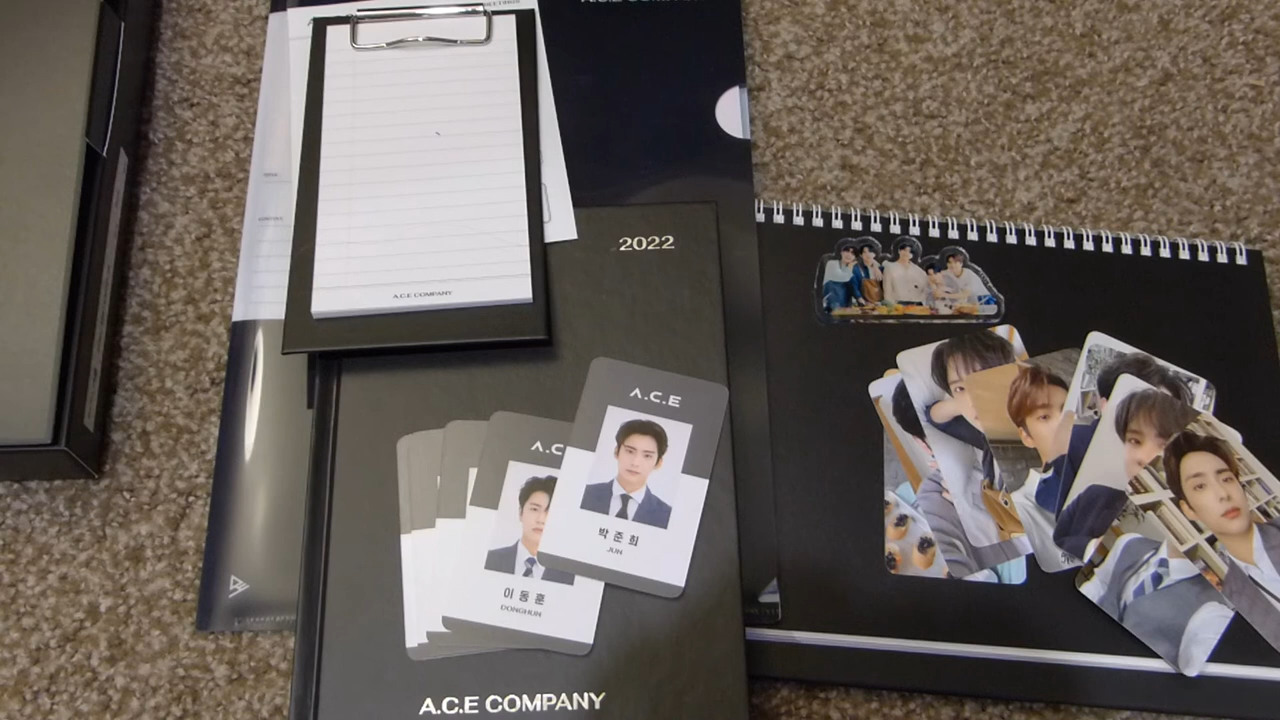 A.C.E COMPANY
2022
A.C.E
박준희
JUN
A.C
이동훈
DONGHUN
A.C.E COMPANY